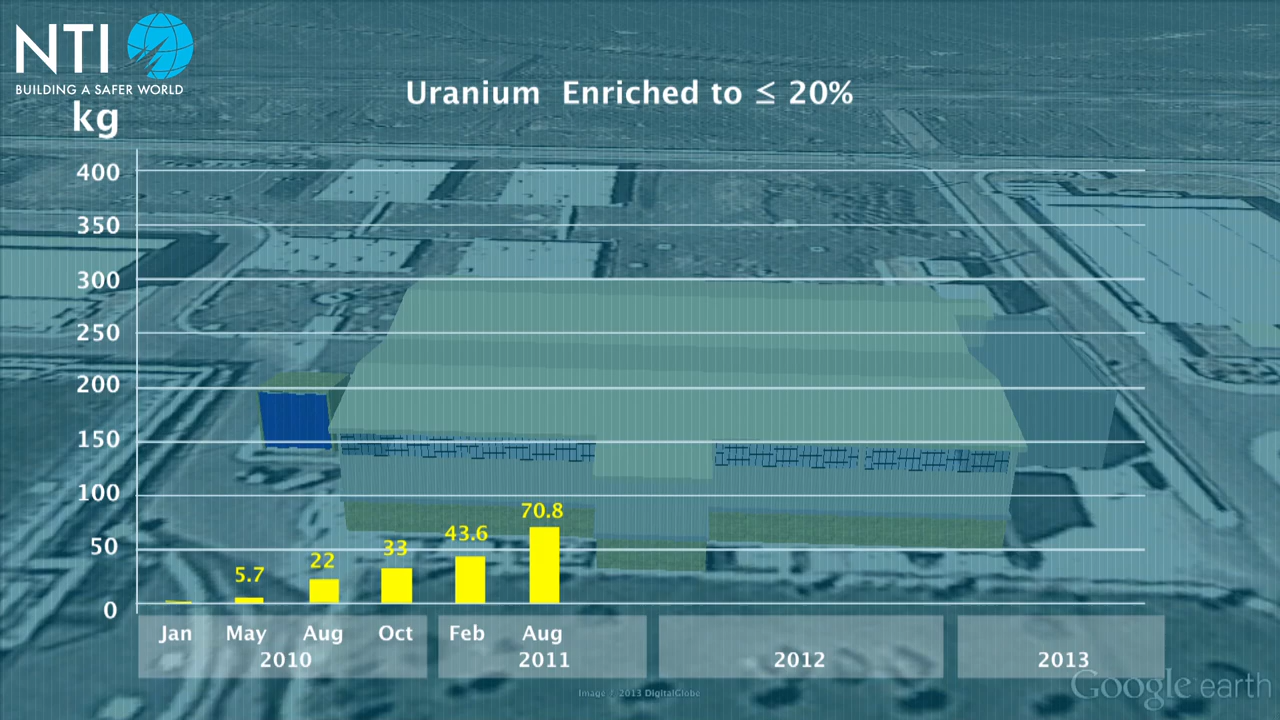 NTI
BUILDING A SAFER WORLD
Uranium Enriched to ≤ 20%
kg
400
350
300
250
200
150
100
50
0
5.7
22
33
43.6
70.8
Jan May Aug Oct Feb Aug
2010 2011 2012 2013
Image © 2013 DigitalGlobe
Google earth